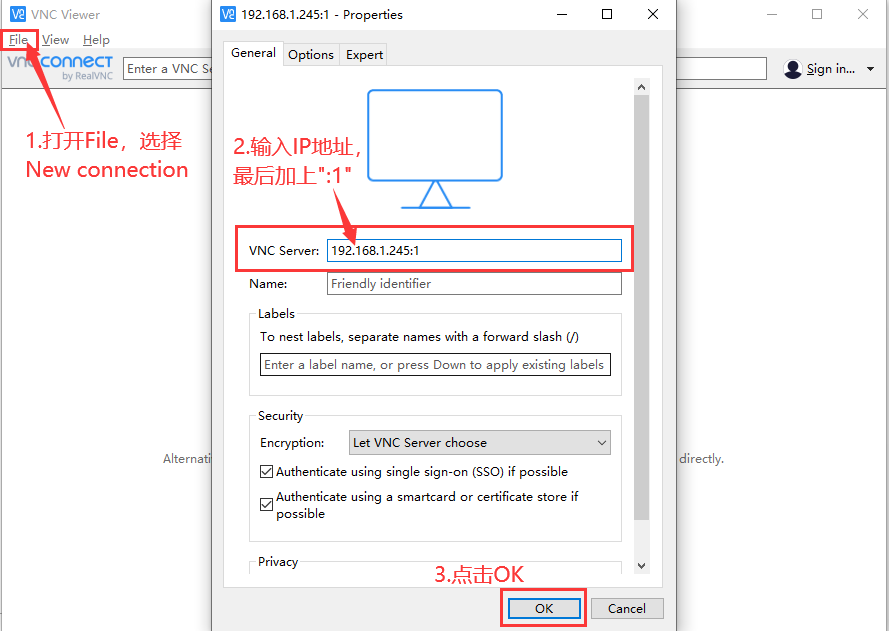 VNC Viewer
File View Help
vnc connect
by RealVNC
Enter a VNC Se
Sign in...
1.打开File，选择
New connection
Alternati
directly.
192.168.1.245:1 - Properties
General Options Expert
2.输入IP地址，
最后加上":1"
VNC Server: 192.168.1.245:1
Name: Friendly identifier
Labels
To nest labels, separate names with a forward slash (/)
Enter a label name, or press Down to apply existing labels
Security
Encryption: Let VNC Server choose
Authenticate using single sign-on (SSO) if possible
Authenticate using a smartcard or certificate store if
possible
Privacy
3.点击OK
OK Cancel